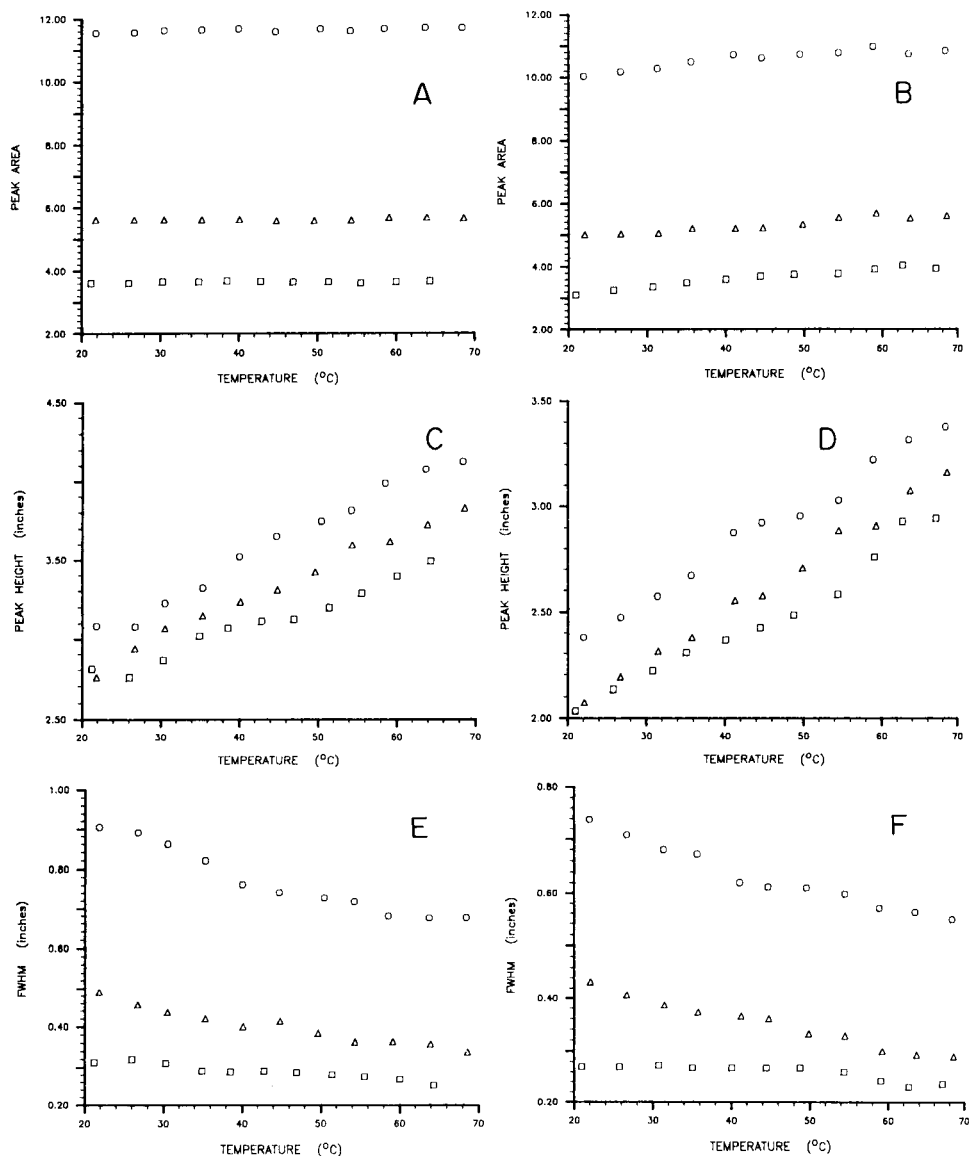 12.00
10.00
8.00
6.00
4.00
2.00
PEAK AREA
A
20 30 40 50 60 70
TEMPERATURE (°C)
12.00
10.00
8.00
6.00
4.00
2.00
PEAK AREA
B
20 30 40 50 60 70
TEMPERATURE (°C)
4.50
3.50
2.50
PEAK HEIGHT (inches)
C
20 30 40 50 60 70
TEMPERATURE (°C)
3.50
3.00
2.50
2.00
PEAK HEIGHT (inches)
D
20 30 40 50 60 70
TEMPERATURE (°C)
1.00
0.80
0.60
0.40
0.20
FWHM (inches)
E
20 30 40 50 60 70
TEMPERATURE (°C)
0.80
0.60
0.40
0.20
FWHM (inches)
F
20 30 40 50 60 70
TEMPERATURE (°C)